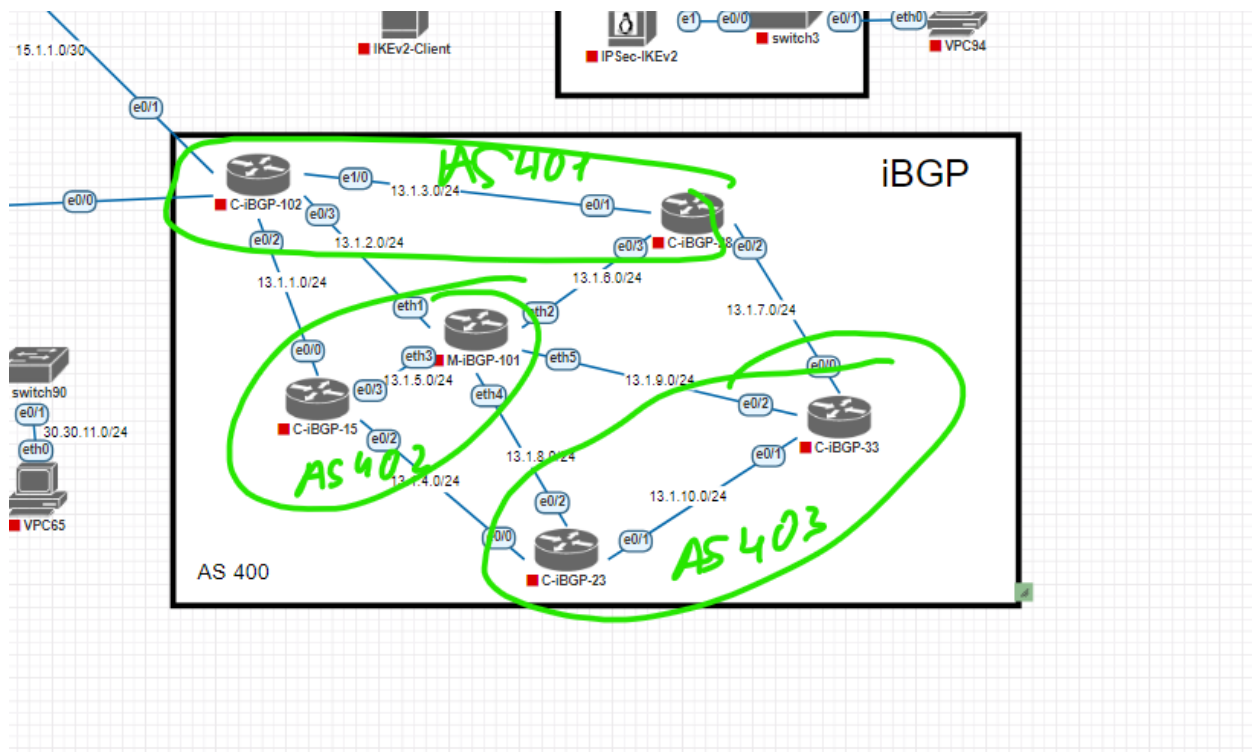 e1
e0/0
e0/1
eth0
switch3
15.1.1.0/30
IKEv2-Client
IPSec-IKEv2
VPC94
e0/1
iBGP
AS 401
e1/0
13.1.3.0/24
e0/1
e0/0
C-iBGP-102
e0/3
e0/2
13.1.2.0/24
e0/3
e0/2
13.1.6.0/24
13.1.1.0/24
eth1
eth2
13.1.7.0/24
e0/0
eth3
M-iBGP-101
eth5
e0/0
switch90
13.1.5.0/24
13.1.9.0/24
e0/3
eth4
e0/2
e0/1
C-iBGP-15
30.30.11.0/24
e0/2
C-iBGP-33
eth0
13.1.8.0/24
e0/1
AS 402
13.1.4.0/24
e0/2
13.1.10.0/24
VPC65
e0/0
e0/1
AS 403
AS 400
C-iBGP-23